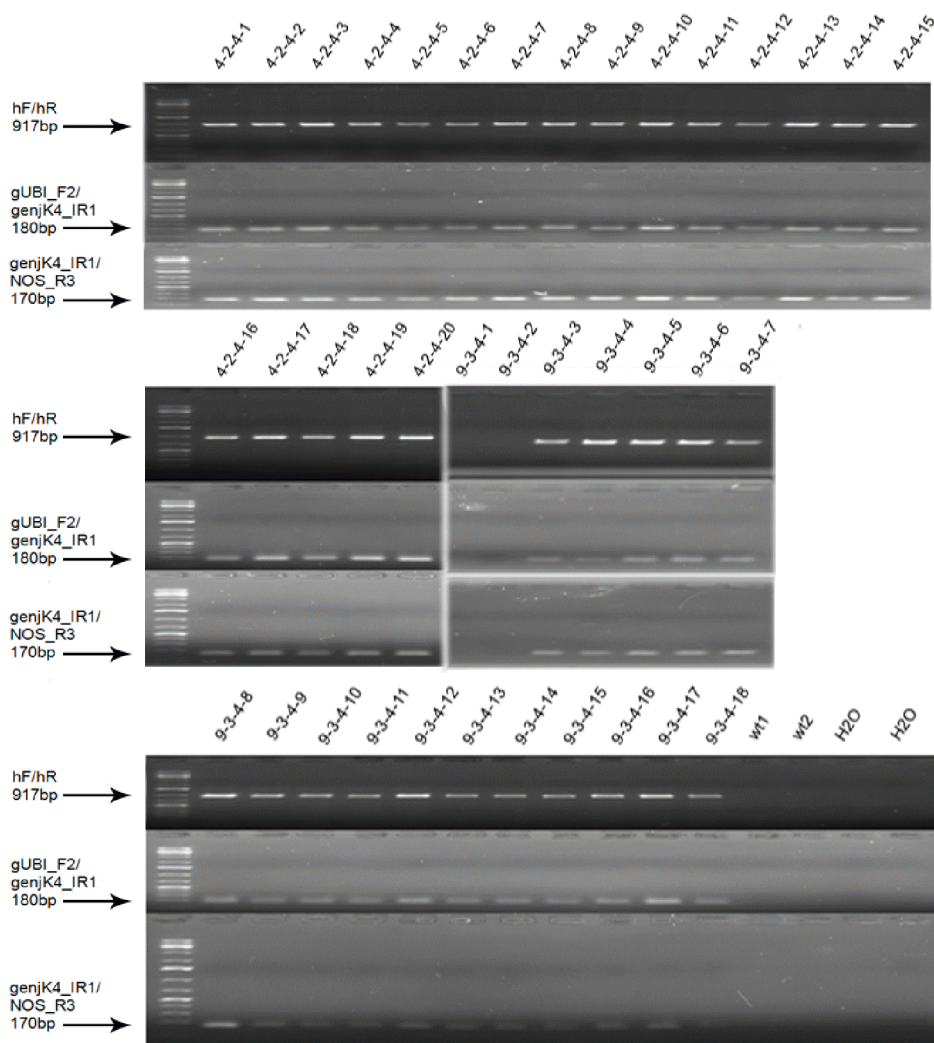 4-2-4-1 4-2-4-2 4-2-4-3 4-2-4-4 4-2-4-5 4-2-4-6 4-2-4-7 4-2-4-8 4-2-4-9 4-2-4-10 4-2-4-11 4-2-4-12 4-2-4-13 4-2-4-14 4-2-4-15
hF/hR
917bp
gUBI_F2/
genjK4_IR1
180bp
genjK4_IR1/
NOS_R3
170bp
4-2-4-16 4-2-4-17 4-2-4-18 4-2-4-19 4-2-4-20 9-3-4-1 9-3-4-2 9-3-4-3 9-3-4-4 9-3-4-5 9-3-4-6 9-3-4-7
hF/hR
917bp
gUBI_F2/
genjK4_IR1
180bp
genjK4_IR1/
NOS_R3
170bp
9-3-4-8 9-3-4-9 9-3-4-10 9-3-4-11 9-3-4-12 9-3-4-13 9-3-4-14 9-3-4-15 9-3-4-16 9-3-4-17 9-3-4-18 wt1 wt2 H2O H2O
hF/hR
917bp
gUBI_F2/
genjK4_IR1
180bp
genjK4_IR1/
NOS_R3
170bp